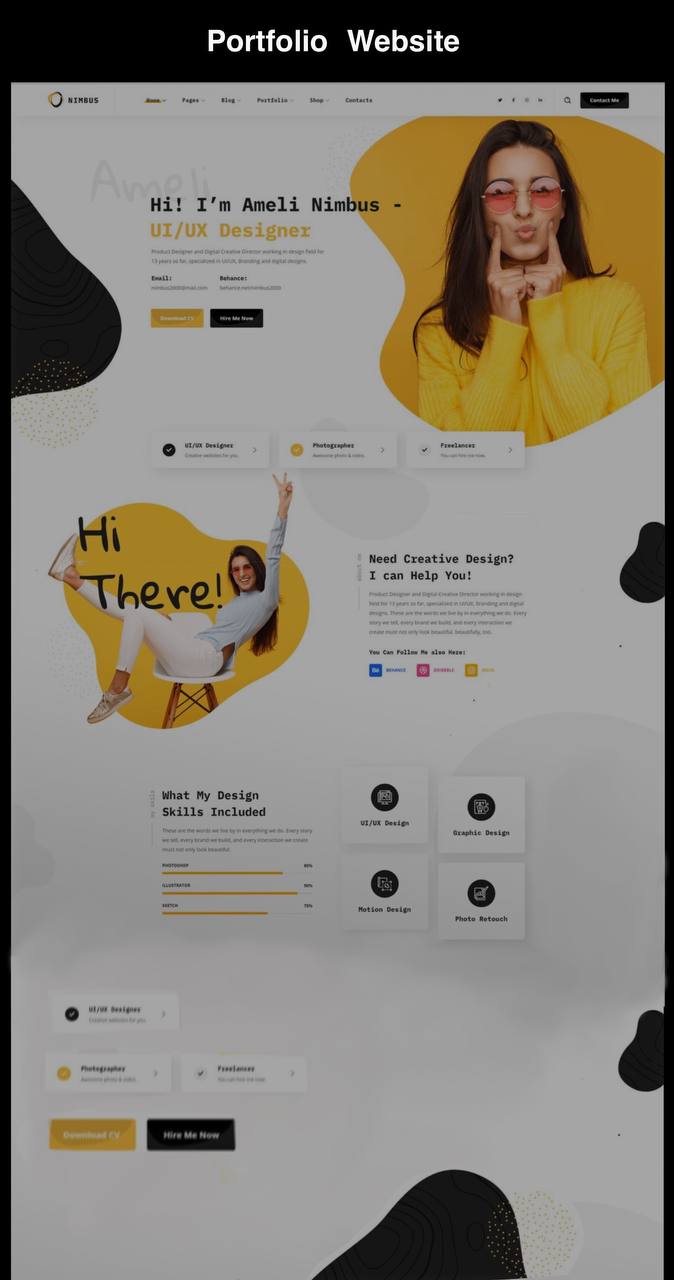 Portfolio Website
NIMBUS
Home
Pages
Blog
Portfolio
Shop
Contacts
Contact Me
Ameli
Hi! I'm Ameli Nimbus -
UI/UX Designer
Product Designer and Digital Creative Director working in design field for
13 years so far, specialized in UI/UX, Branding and digital designs.
Email:
Behance:
nimbus2000@mail.com
behance.net/nimbus2000
Download CV
Hire Me Now
UI/UX Designer
Creative websites for you.
Photographer
Awesome photo & video.
Freelancer
You can hire me now.
Hi
There!
about me
Need Creative Design?
I can Help You!
Product Designer and Digital Creative Director working in design
field for 13 years so far, specialized in UI/UX, Branding and digital
designs. These are the words we live by in everything we do. Every
story we tell, every brand we build, and every interaction we
create must not only look beautiful. beautifully, too.
You Can Follow Me also Here:
Bē
BEHANCE
DRIBBBLE
my skils
What My Design
Skills Included
These are the words we live by in everything we do. Every story
we tell, every brand we build, and every interaction we create
must not only look beautiful.
PHOTOSHOP
80%
ILLUSTRATOR
90%
SKETCH
70%
UI/UX Design
Graphic Design
Motion Design
Photo Retouch
UI/UX Designer
Creative websites for you.
Photographer
Awesome photo & video.
Freelancer
You can hire me now.
Download CV
Hire Me Now